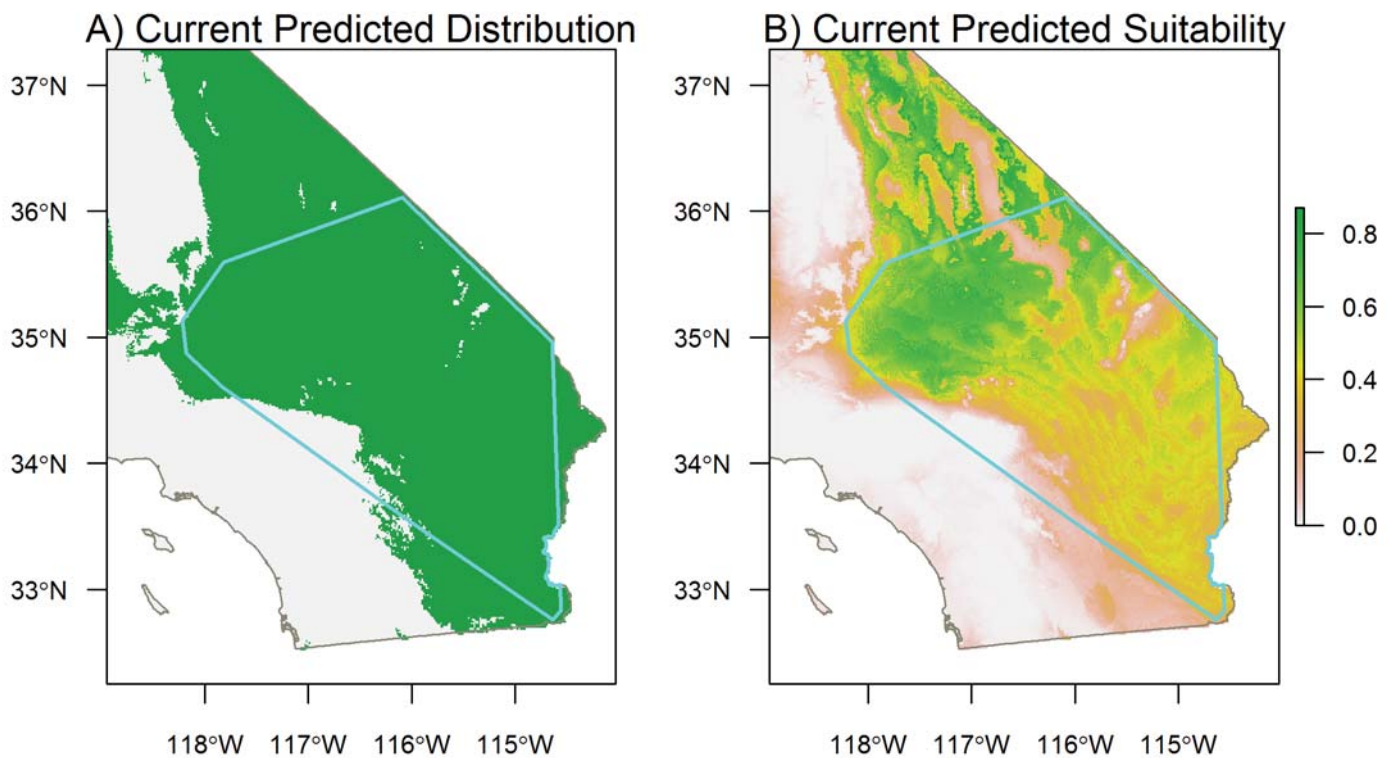 A) Current Predicted Distribution
37°N
36°N
35°N
34°N
33°N
118°W 117°W 116°W 115°W
B) Current Predicted Suitability
37°N
36°N
35°N
34°N
33°N
118°W 117°W 116°W 115°W
0.8
0.6
0.4
0.2
0.0